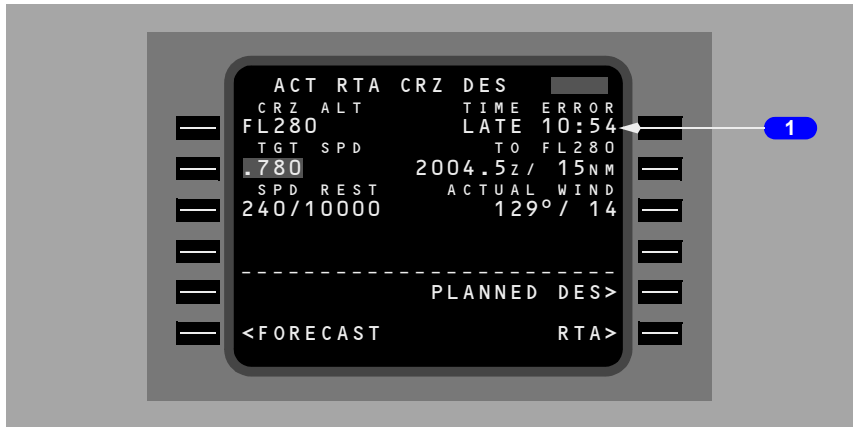 ACT RTA CRZ DES
CRZ ALT TIME ERROR
FL280 LATE 10:54
1
TGT SPD TO FL280
.780 2004.5Z/ 15NM
SPD REST ACTUAL WIND
240/10000 129°/ 14
------------------------
PLANNED DES>
<FORECAST RTA>